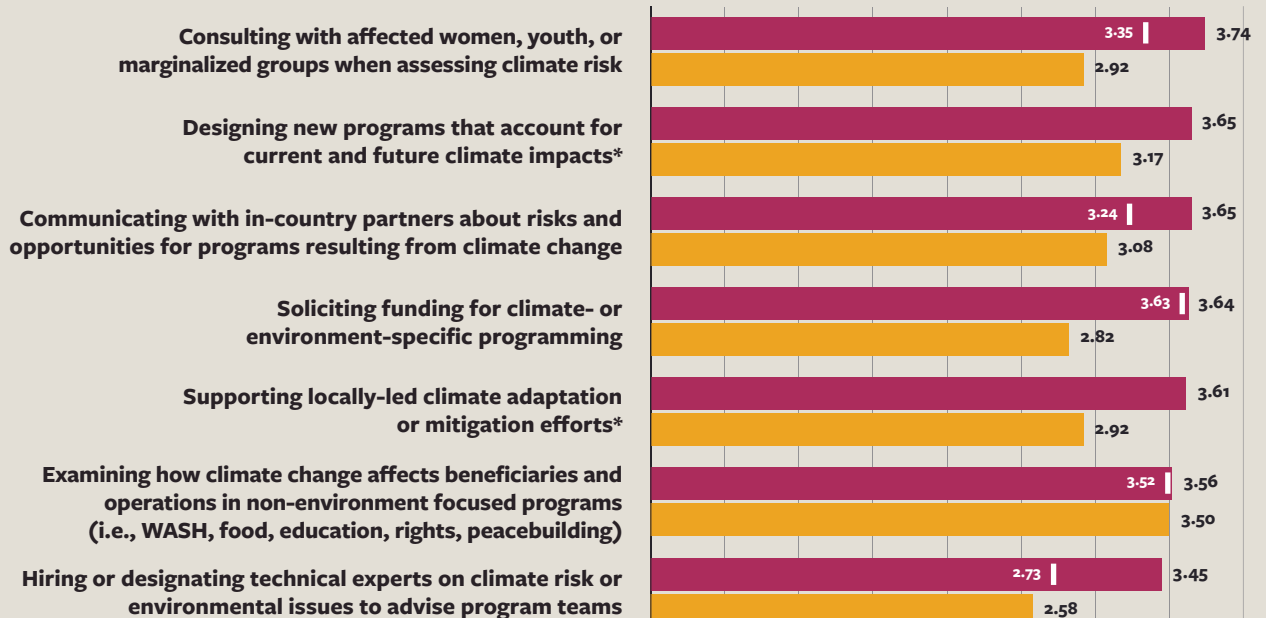 Consulting with affected women, youth, or
marginalized groups when assessing climate risk
3.35
3.74
2.92
Designing new programs that account for
current and future climate impacts*
3.65
3.17
Communicating with in-country partners about risks and
opportunities for programs resulting from climate change
3.24
3.65
3.08
Soliciting funding for climate- or
environment-specific programming
3.63
3.64
2.82
Supporting locally-led climate adaptation
or mitigation efforts*
3.61
2.92
Examining how climate change affects beneficiaries and
operations in non-environment focused programs
(i.e., WASH, food, education, rights, peacebuilding)
3.52
3.56
3.50
Hiring or designating technical experts on climate risk or
environmental issues to advise program teams
2.73
3.45
2.58